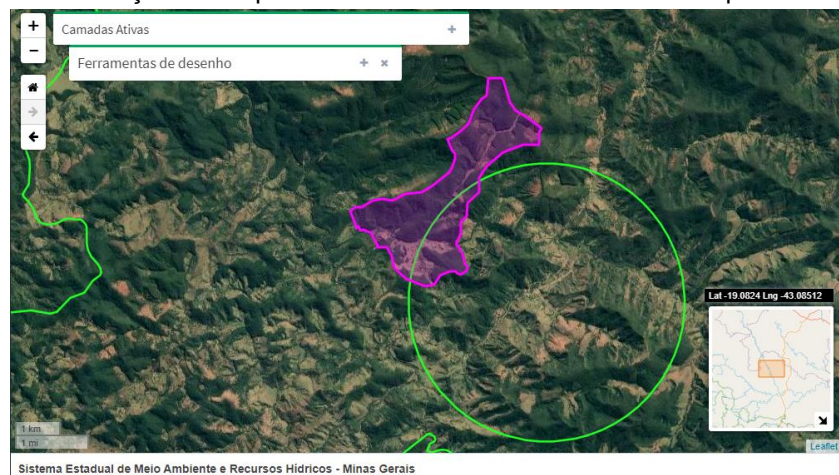 +
Camadas Ativas +
−
Ferramentas de desenho + ×
Lat -19.0824 Lng -43.08512
1 km
1 mi
Leaflet
Sistema Estadual de Meio Ambiente e Recursos Hídricos - Minas Gerais